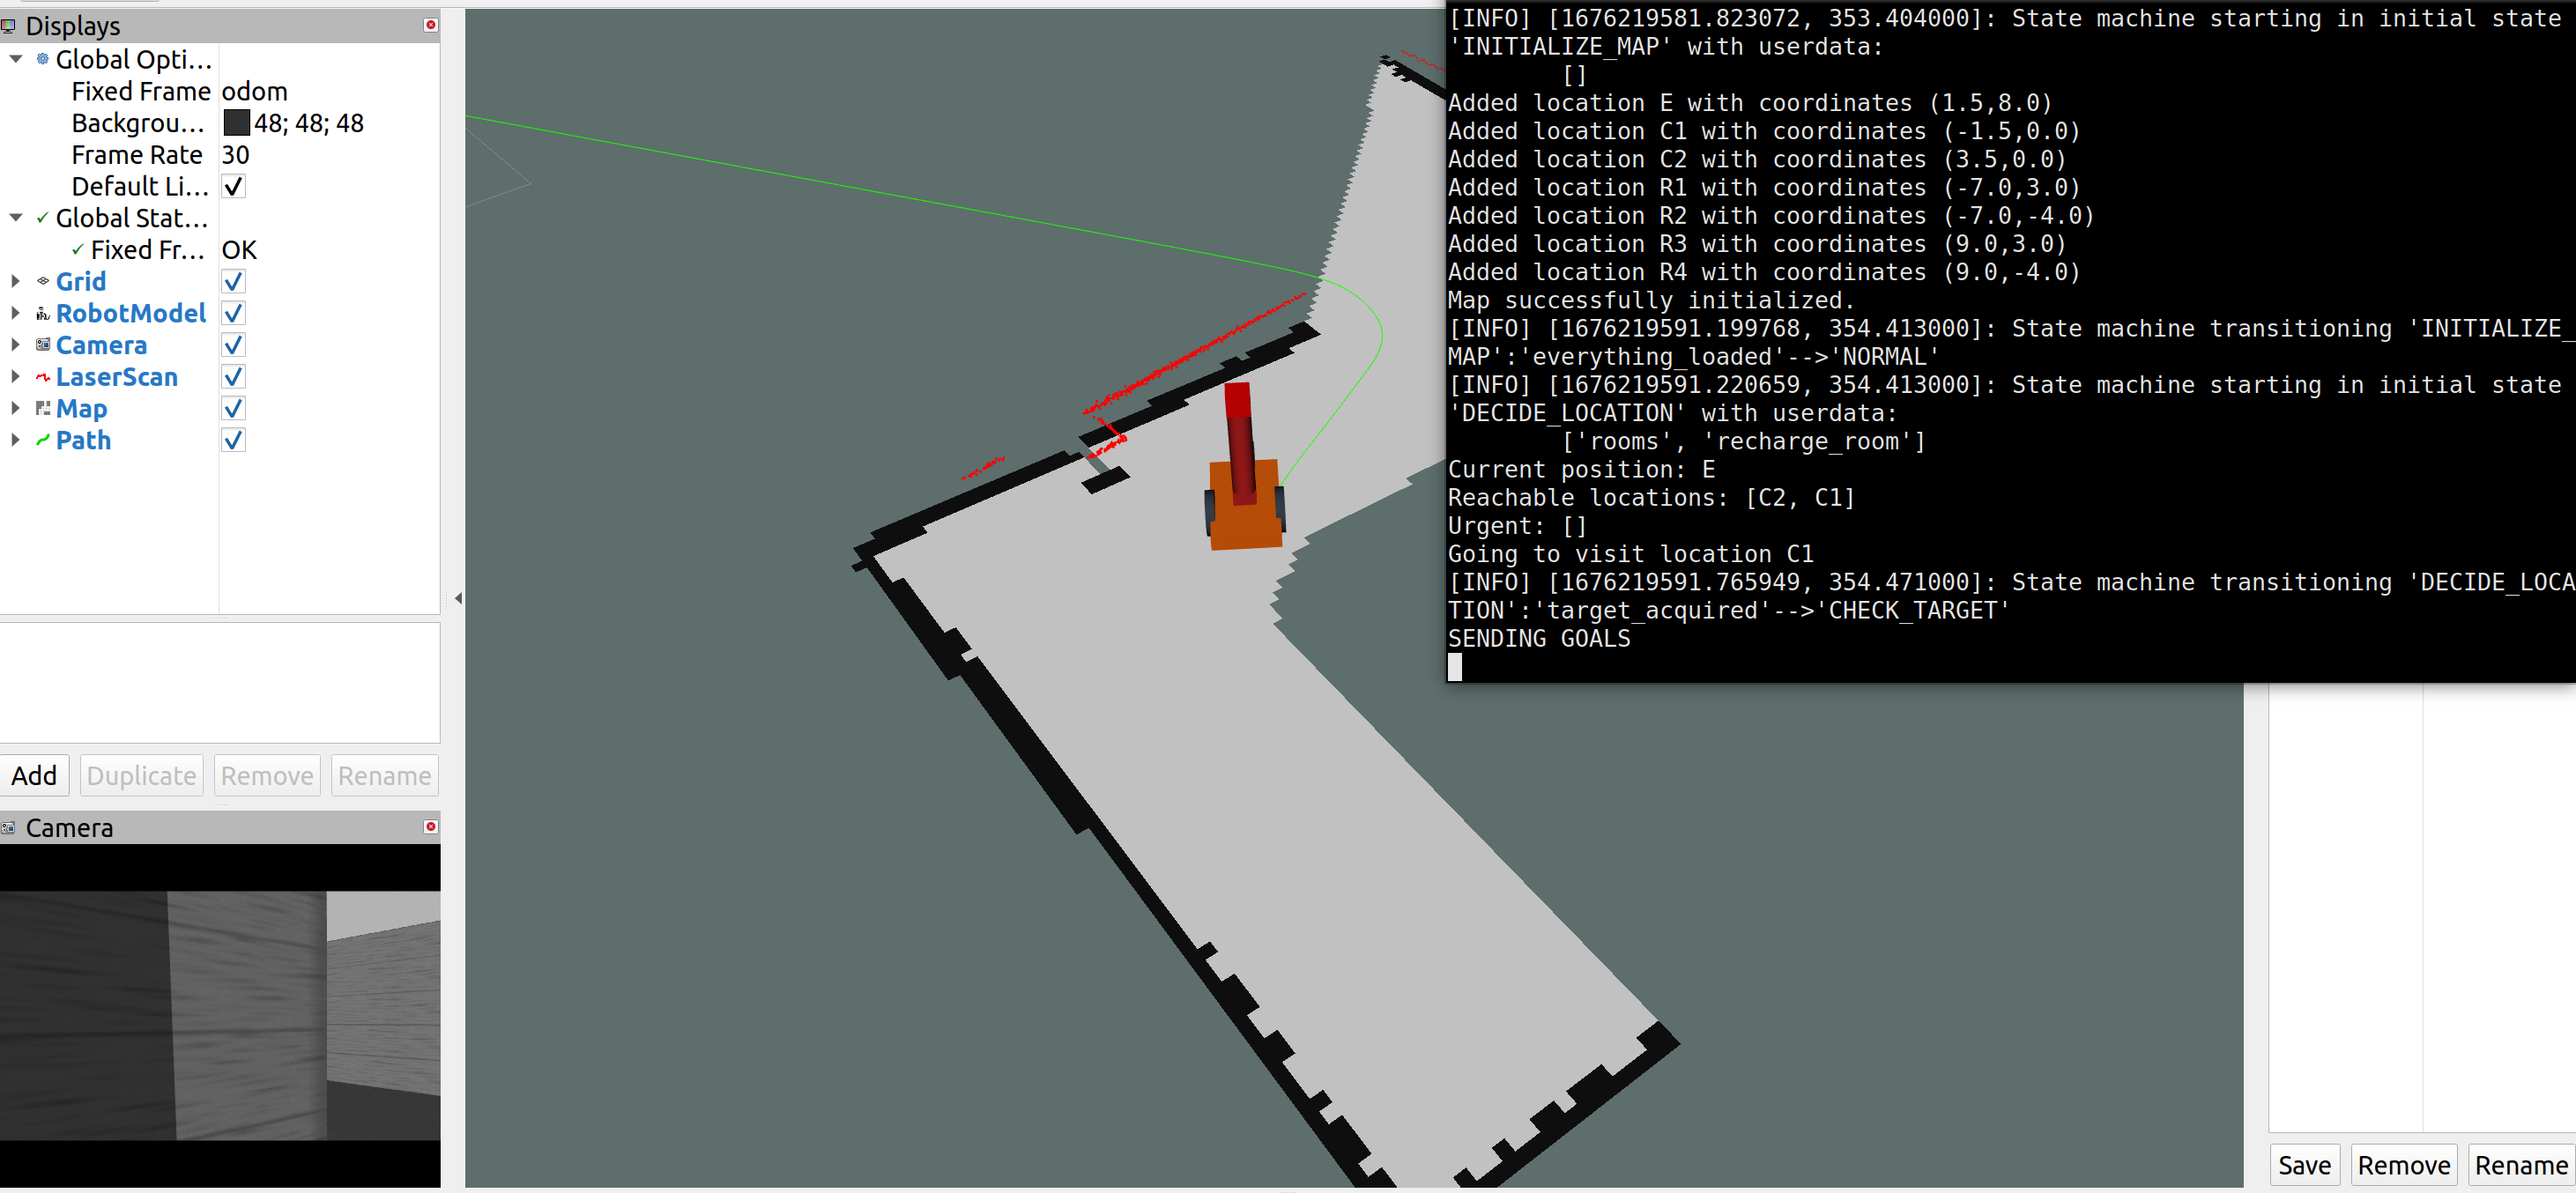 Displays
Global Opti...
Fixed Frame odom
Backgrou... 48; 48; 48
Frame Rate 30
Default Li...
Global Stat...
Fixed Fr... OK
Grid
RobotModel
Camera
LaserScan
Map
Path
Add Duplicate Remove Rename
Camera
[INFO] [1676219581.823072, 353.404000]: State machine starting in initial state
'INITIALIZE_MAP' with userdata:
[]
Added location E with coordinates (1.5,8.0)
Added location C1 with coordinates (-1.5,0.0)
Added location C2 with coordinates (3.5,0.0)
Added location R1 with coordinates (-7.0,3.0)
Added location R2 with coordinates (-7.0,-4.0)
Added location R3 with coordinates (9.0,3.0)
Added location R4 with coordinates (9.0,-4.0)
Map successfully initialized.
[INFO] [1676219591.199768, 354.413000]: State machine transitioning 'INITIALIZE_
MAP':'everything_loaded'-->'NORMAL'
[INFO] [1676219591.220659, 354.413000]: State machine starting in initial state
'DECIDE_LOCATION' with userdata:
['rooms', 'recharge_room']
Current position: E
Reachable locations: [C2, C1]
Urgent: []
Going to visit location C1
[INFO] [1676219591.765949, 354.471000]: State machine transitioning 'DECIDE_LOCA
TION':'target_acquired'-->'CHECK_TARGET'
SENDING GOALS
Save Remove Rename